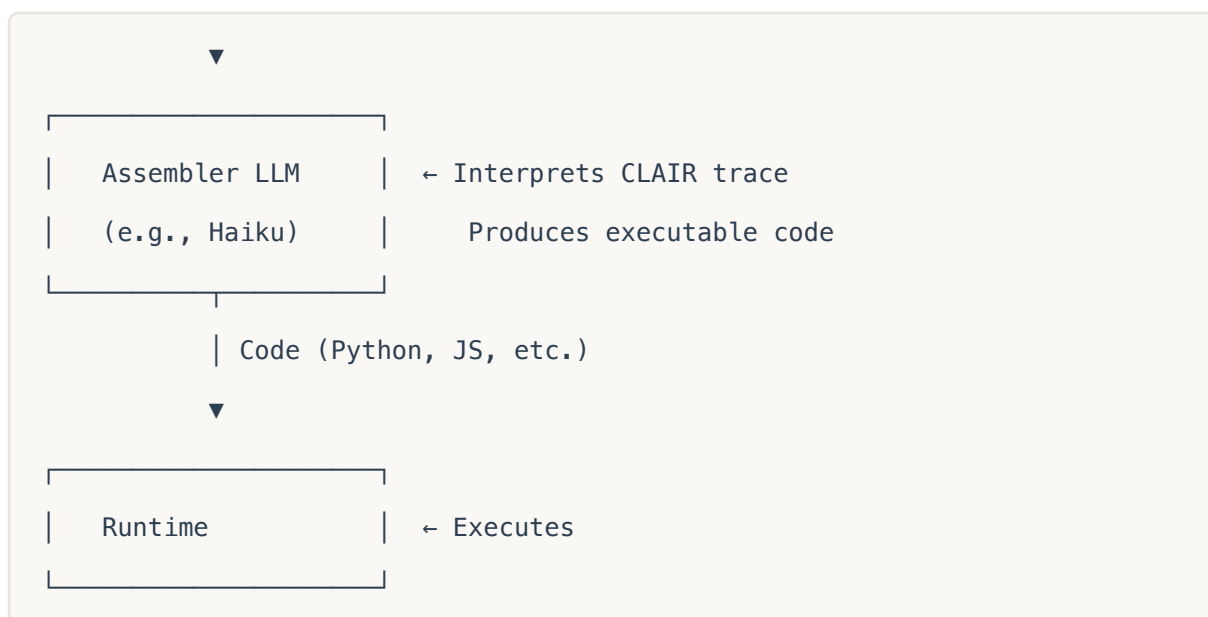 ▼
Assembler LLM ← Interprets CLAIR trace
(e.g., Haiku) Produces executable code
Code (Python, JS, etc.)
▼
Runtime ← Executes